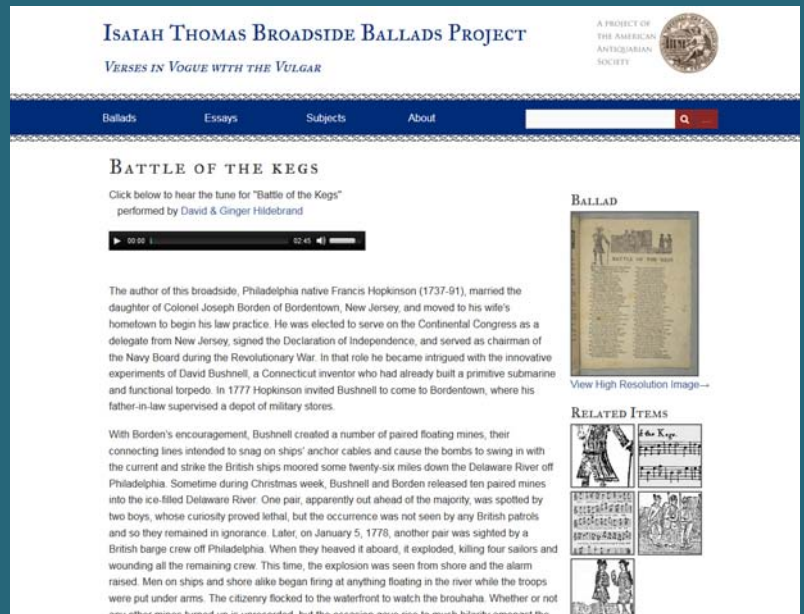 Isaiah Thomas Broadside Ballads Project
Verses in Vogue with the Vulgar
A PROJECT OF
THE AMERICAN
ANTIQUARIAN
SOCIETY
Ballads
Essays
Subjects
About
Battle of the Kegs
Click below to hear the tune for "Battle of the Kegs"
performed by David & Ginger Hildebrand
00:00
02:45
The author of this broadside, Philadelphia native Francis Hopkinson (1737-91), married the
daughter of Colonel Joseph Borden of Bordentown, New Jersey, and moved to his wife's
hometown to begin his law practice. He was elected to serve on the Continental Congress as a
delegate from New Jersey, signed the Declaration of Independence, and served as chairman of
the Navy Board during the Revolutionary War. In that role he became intrigued with the innovative
experiments of David Bushnell, a Connecticut inventor who had already built a primitive submarine
and functional torpedo. In 1777 Hopkinson invited Bushnell to come to Bordentown, where his
father-in-law supervised a depot of military stores.
With Borden's encouragement, Bushnell created a number of paired floating mines, their
connecting lines intended to snag on ships' anchor cables and cause the bombs to swing in with
the current and strike the British ships moored some twenty-six miles down the Delaware River off
Philadelphia. Sometime during Christmas week, Bushnell and Borden released ten paired mines
into the ice-filled Delaware River. One pair, apparently out ahead of the majority, was spotted by
two boys, whose curiosity proved lethal, but the occurrence was not seen by any British patrols
and so they remained in ignorance. Later, on January 5, 1778, another pair was sighted by a
British barge crew off Philadelphia. When they heaved it aboard, it exploded, killing four sailors and
wounding all the remaining crew. This time, the explosion was seen from shore and the alarm
raised. Men on ships and shore alike began firing at anything floating in the river while the troops
were put under arms. The citizenry flocked to the waterfront to watch the brouhaha. Whether or not
Ballad
BATTLE OF THE KEGS
View High Resolution Image→
Related Items
the Kegs.